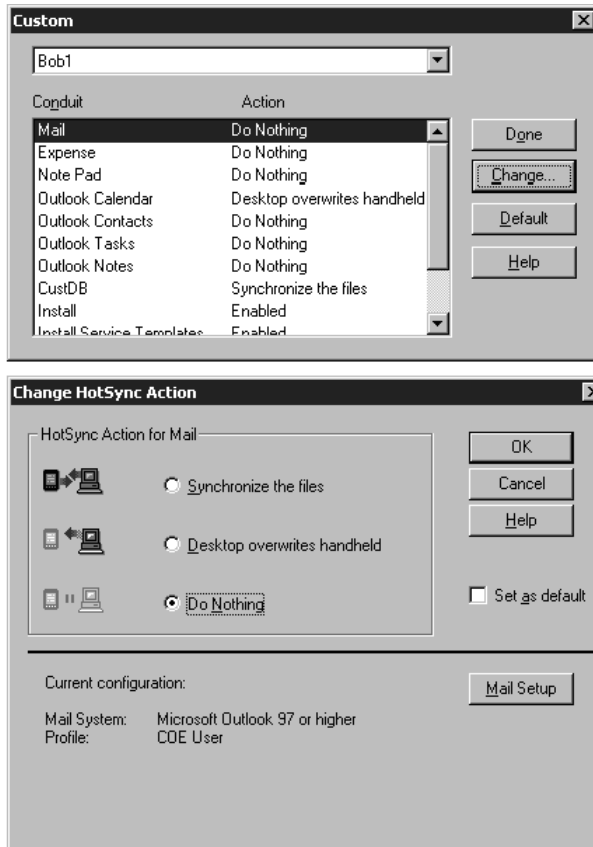 Custom
Bob1
Conduit Action
Mail Do Nothing
Expense Do Nothing
Note Pad Do Nothing
Outlook Calendar Desktop overwrites handheld
Outlook Contacts Do Nothing
Outlook Tasks Do Nothing
Outlook Notes Do Nothing
CustDB Synchronize the files
Install Enabled
Install Service Templates Enabled
Done
Change...
Default
Help
Change HotSync Action
HotSync Action for Mail
Synchronize the files
Desktop overwrites handheld
Do Nothing
OK
Cancel
Help
Set as default
Current configuration:
Mail System: Microsoft Outlook 97 or higher
Profile: COE User
Mail Setup